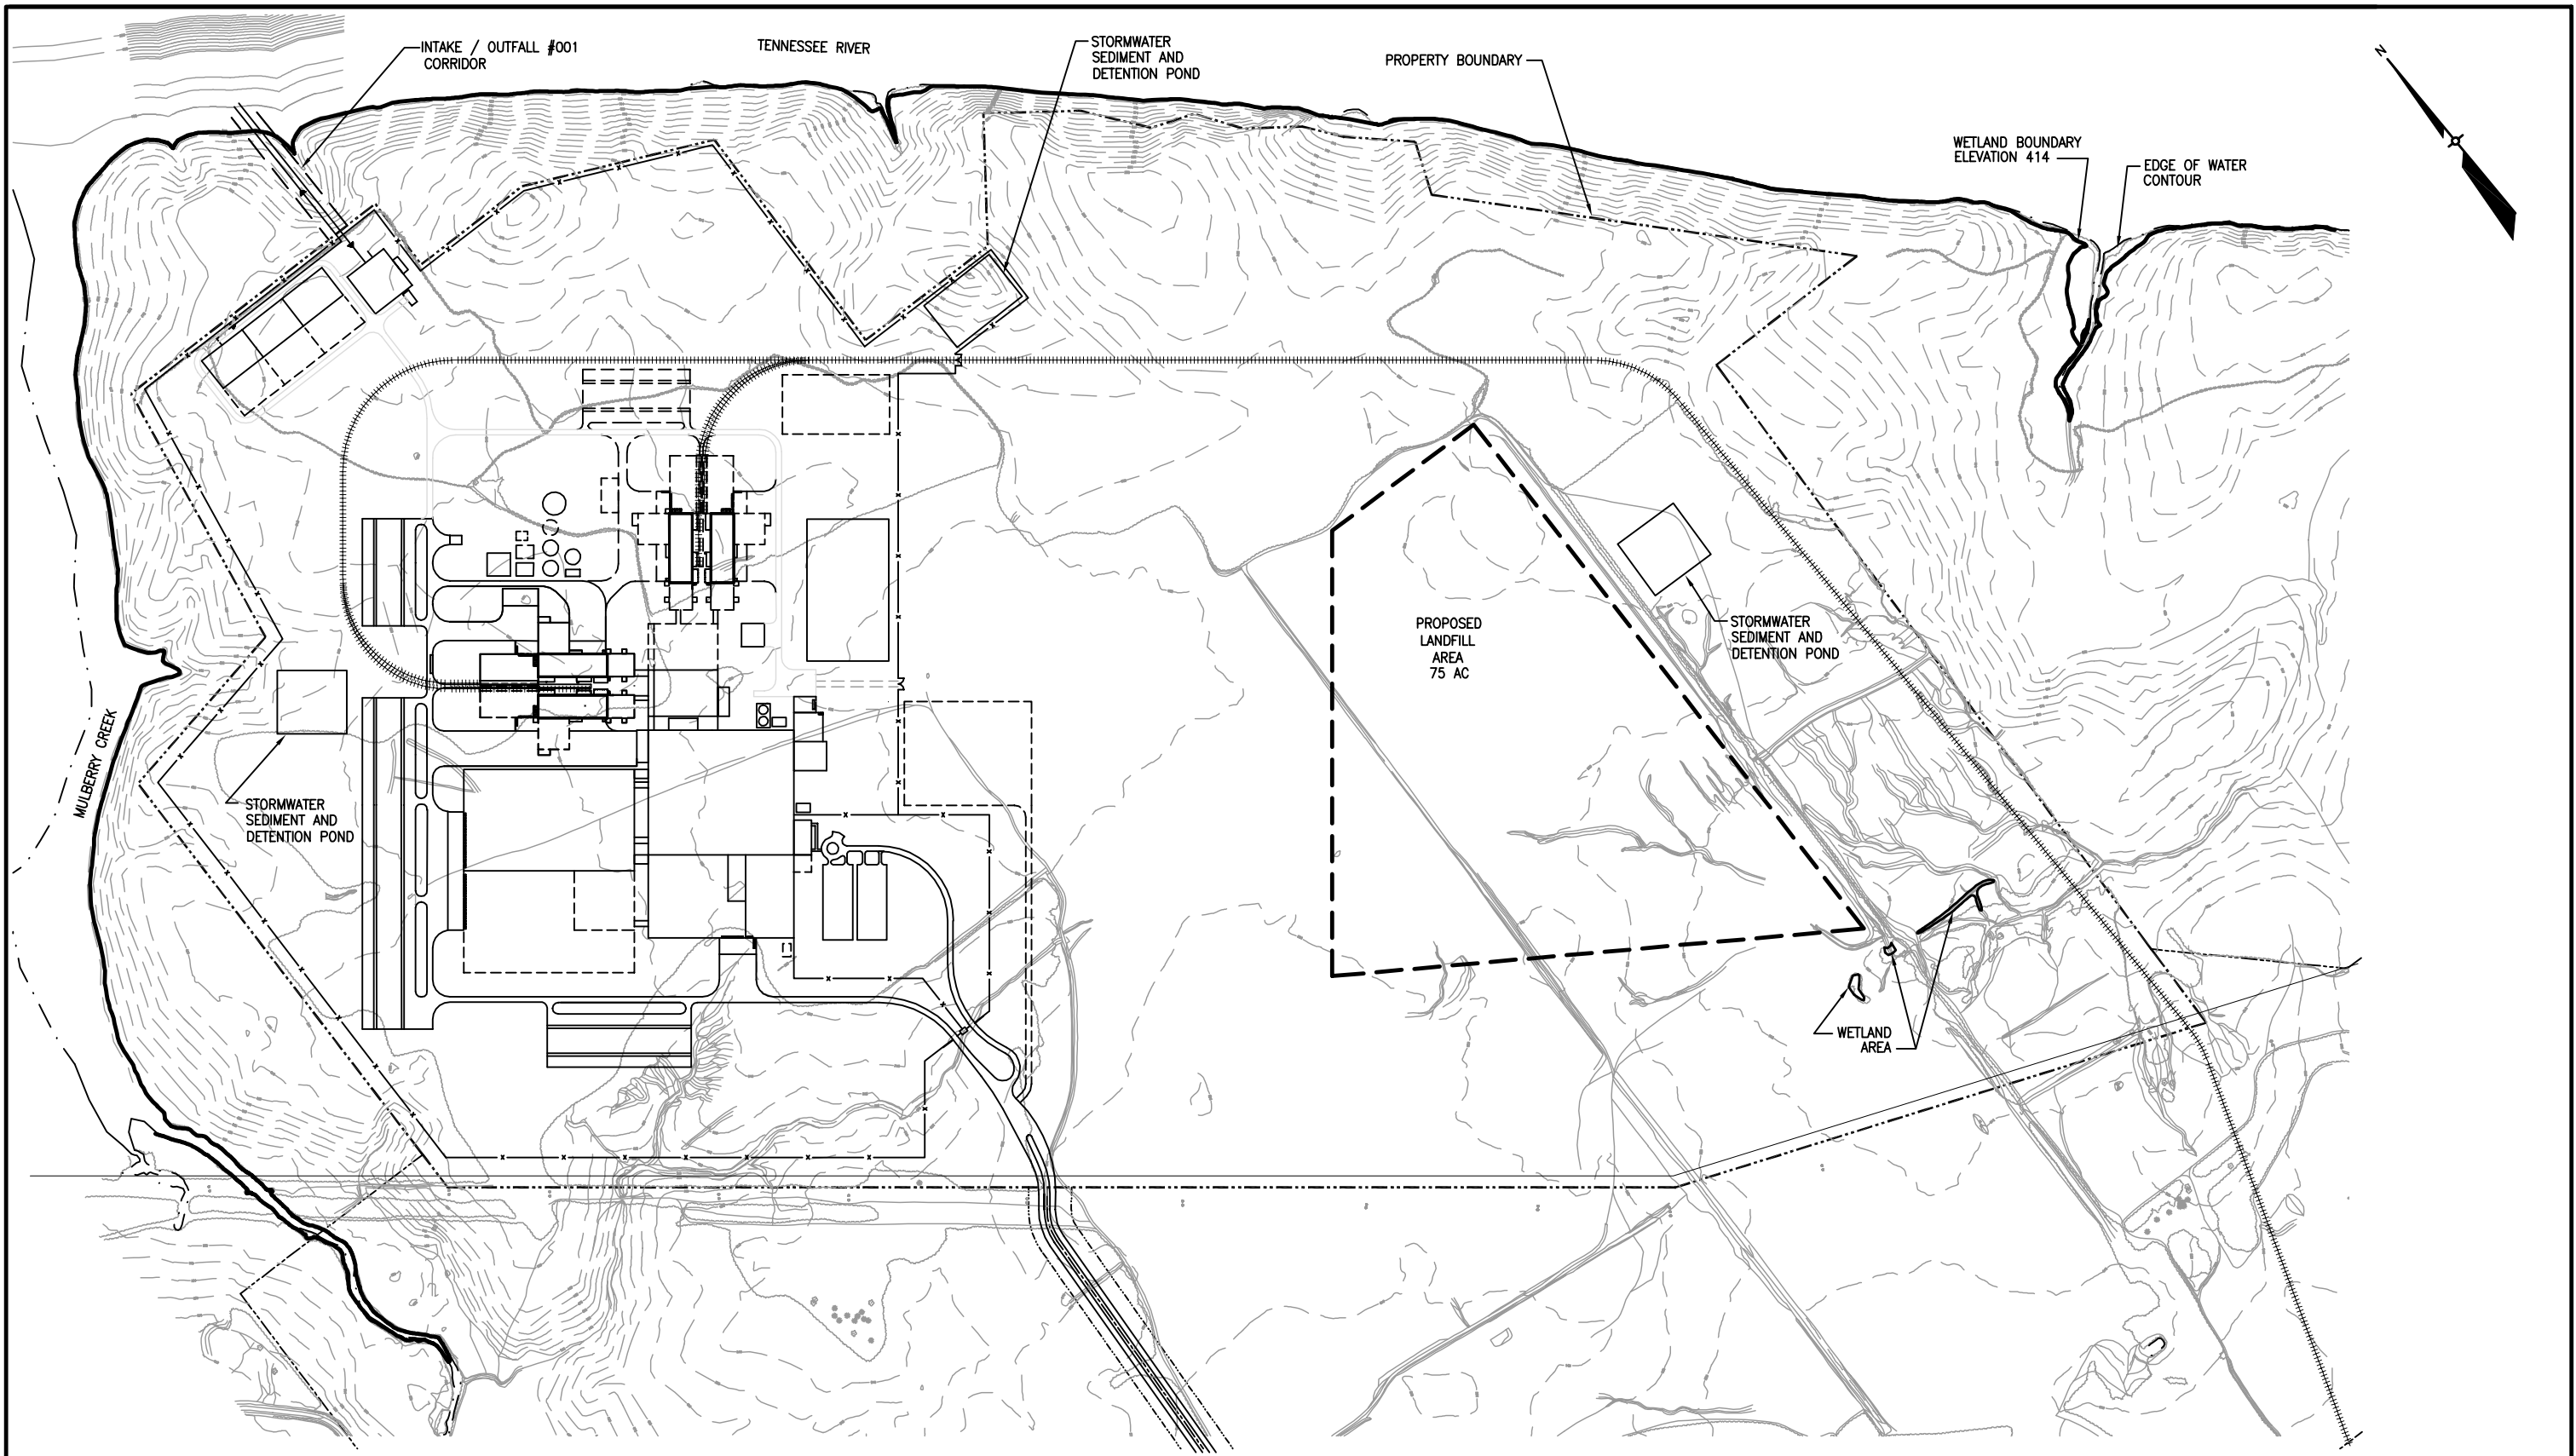 INTAKE / OUTFALL #001
CORRIDOR
TENNESSEE RIVER
STORMWATER
SEDIMENT AND
DETENTION POND
PROPERTY BOUNDARY
N
WETLAND BOUNDARY
ELEVATION 414
EDGE OF WATER
CONTOUR
PROPOSED
LANDFILL
AREA
75 AC
STORMWATER
SEDIMENT AND
DETENTION POND
MULBERRY CREEK
STORMWATER
SEDIMENT AND
DETENTION POND
WETLAND
AREA